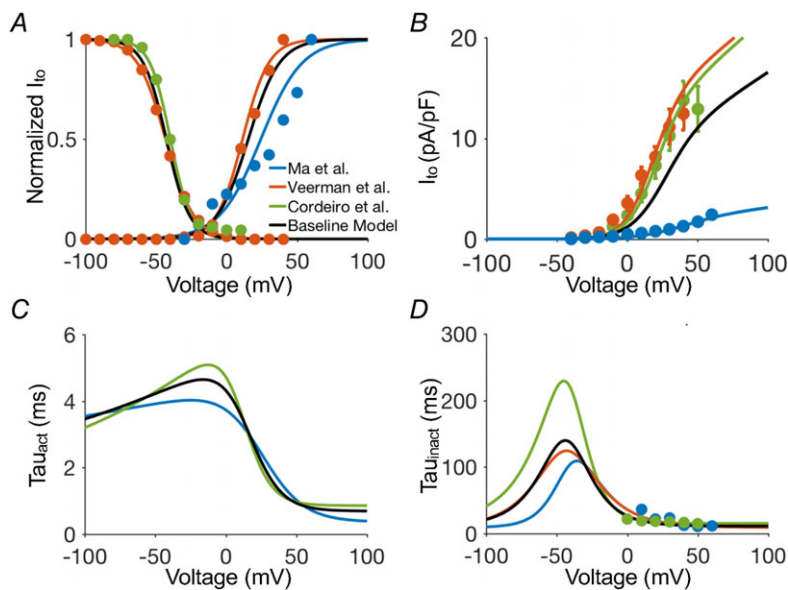 A
Normalized Ito
1
0.5
0
-100
-50
0
50
100
Voltage (mV)
Ma et al.
Veerman et al.
Cordeiro et al.
Baseline Model
B
Ito (pA/pF)
20
10
0
-100
-50
0
50
100
Voltage (mV)
C
Tauact (ms)
6
4
2
0
-100
-50
0
50
100
Voltage (mV)
D
Tauinact (ms)
300
200
100
0
-100
-50
0
50
100
Voltage (mV)